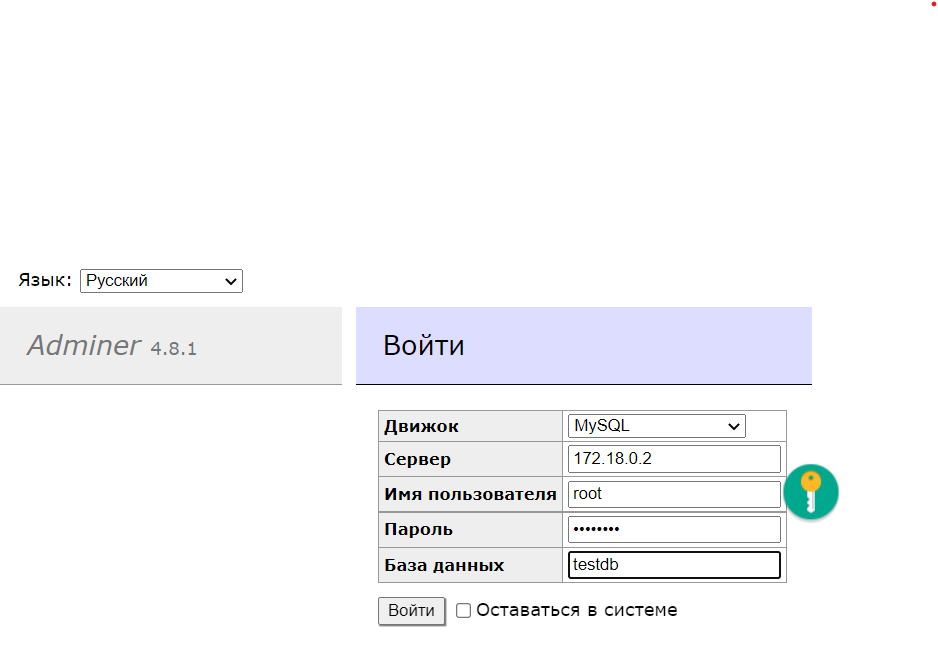 Язык: Русский
Adminer 4.8.1
Войти
Движок MySQL
Сервер 172.18.0.2
Имя пользователя root
Пароль ••••••••
База данных testdb
Войти Оставаться в системе